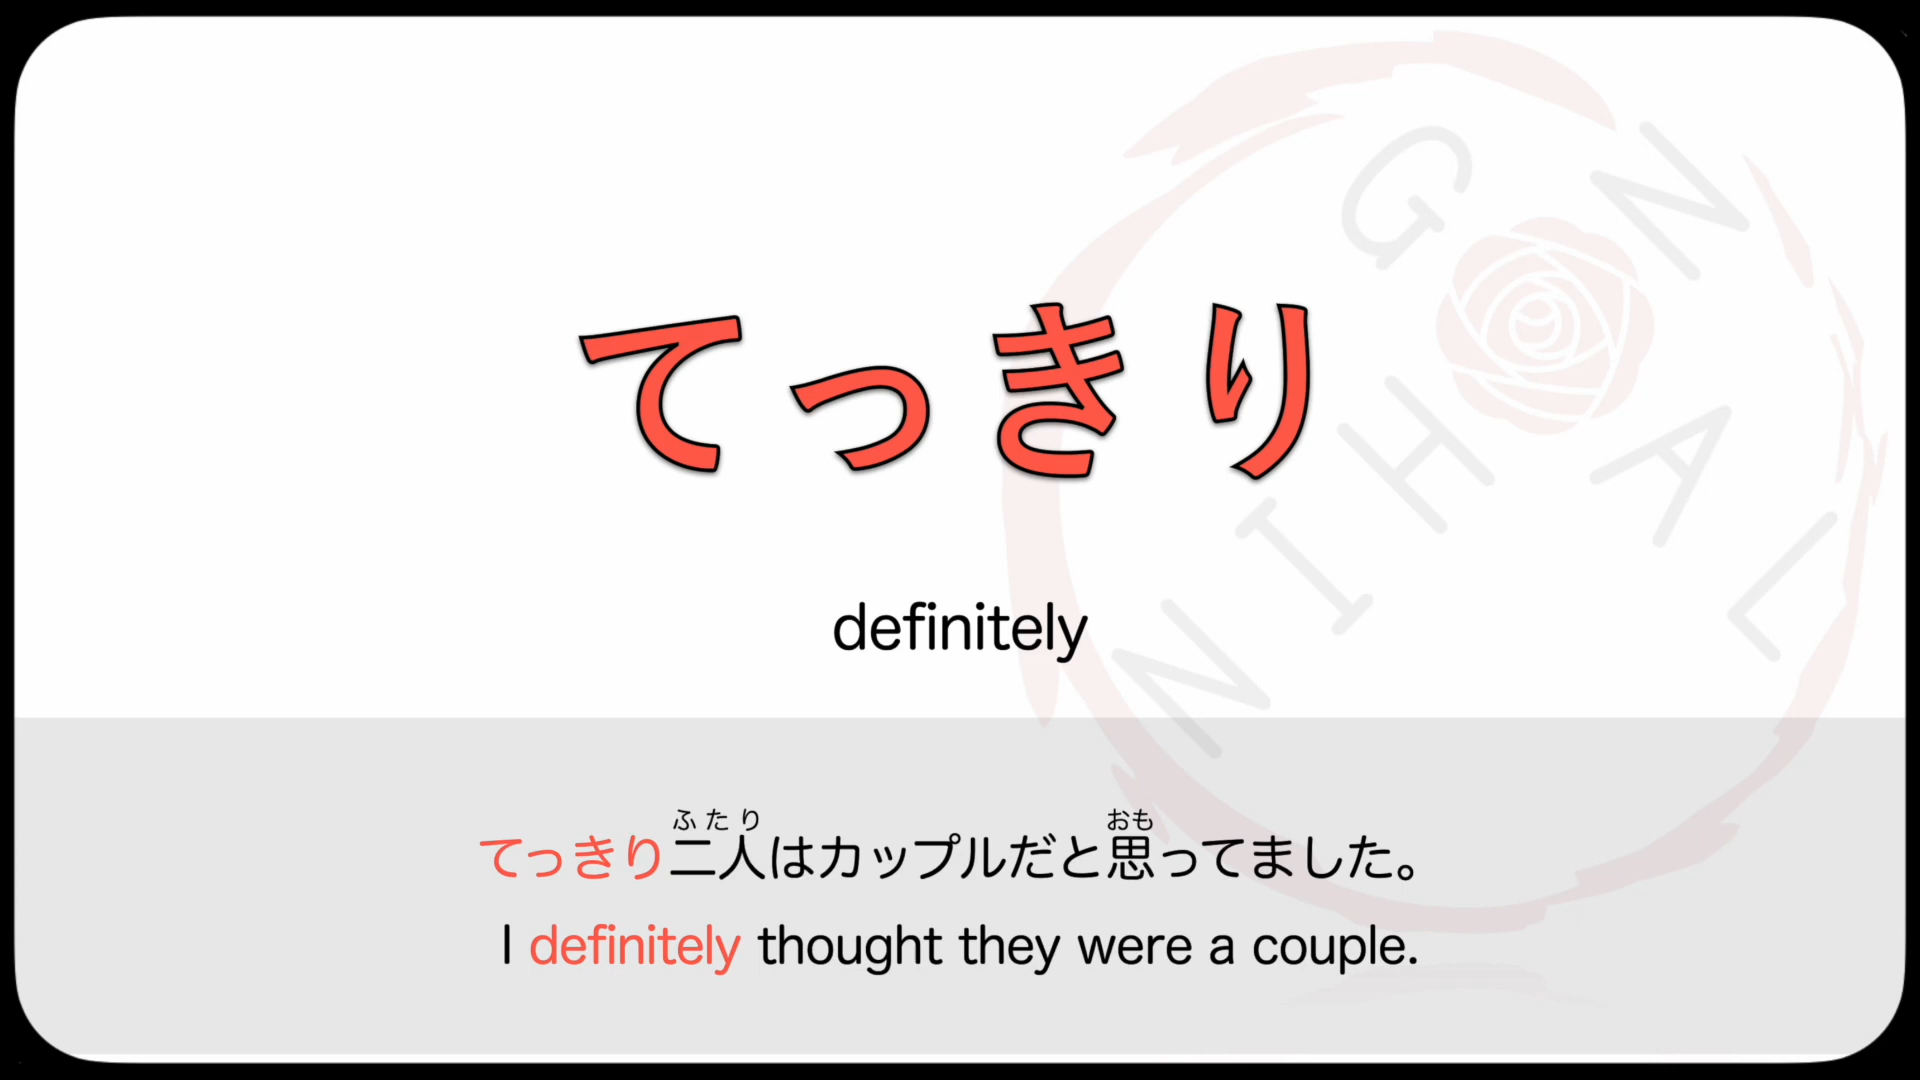 てっきり
definitely
ふたり おも
てっきり二人はカップルだと思ってました。
I definitely thought they were a couple.
NIHONGAL